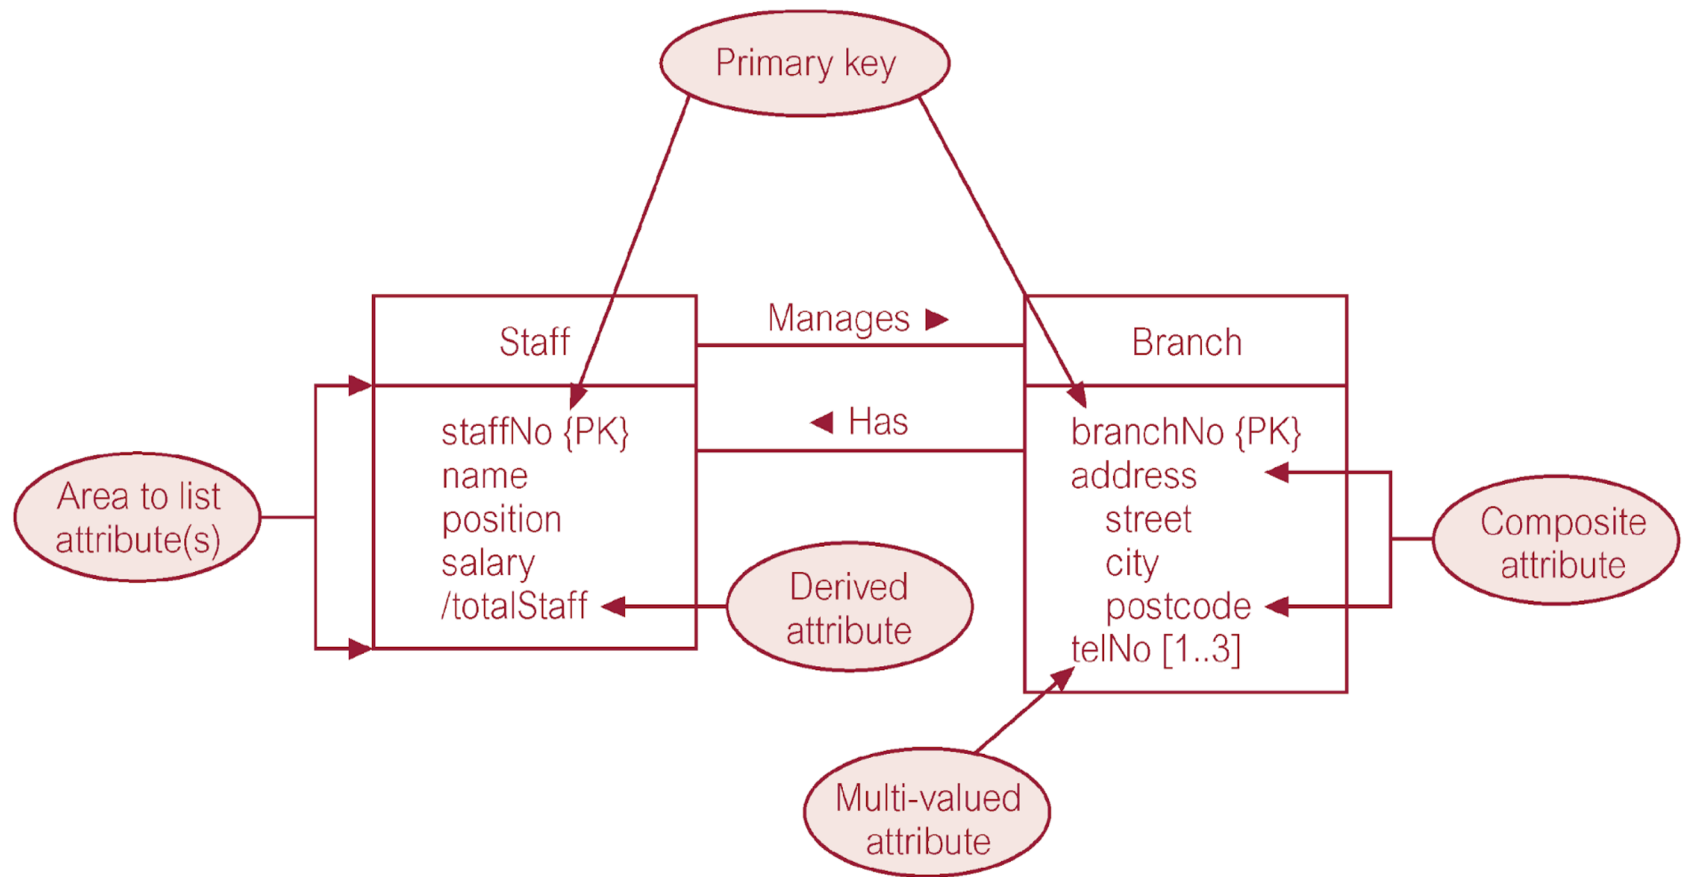 Primary key
Staff
Manages ►
Branch
◄ Has
staffNo {PK}
name
position
salary
/totalStaff
branchNo {PK}
address
street
city
postcode
telNo [1..3]
Area to list
attribute(s)
Derived
attribute
Composite
attribute
Multi-valued
attribute